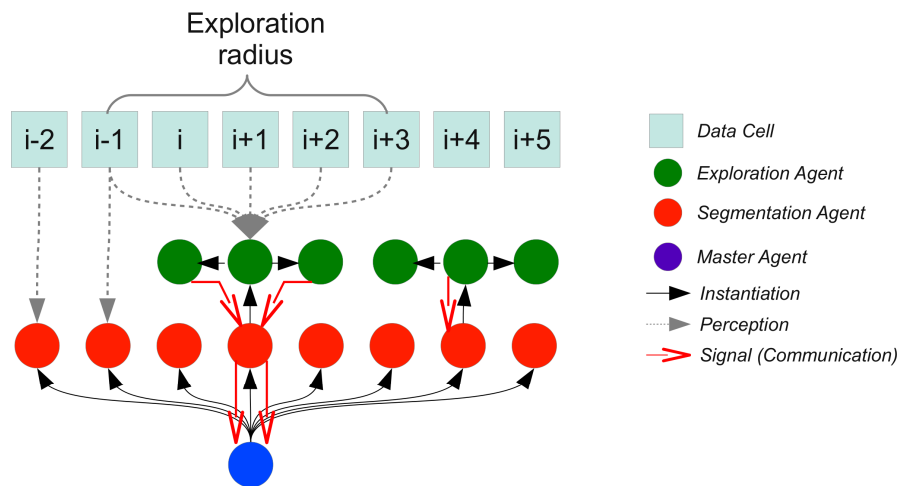 Exploration
radius
i-2 i-1 i i+1 i+2 i+3 i+4 i+5
Data Cell
Exploration Agent
Segmentation Agent
Master Agent
Instantiation
Perception
Signal (Communication)